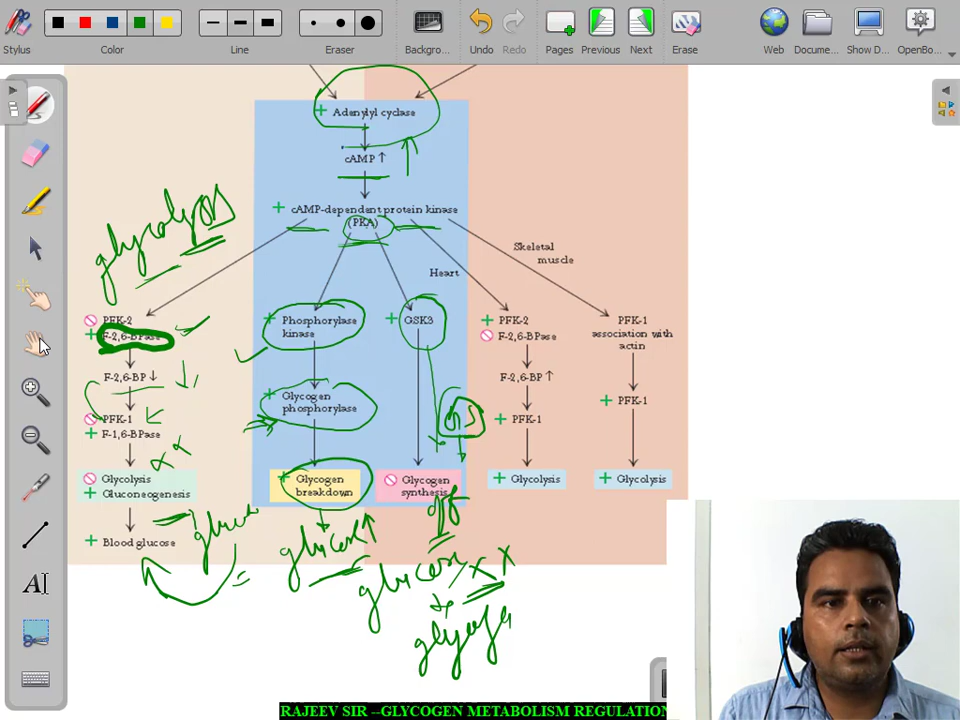 Stylus
Color
Line
Eraser
Backgro...
Undo
Redo
Pages
Previous
Next
Erase
Web
Docume...
Show D...
OpenBo...
+ Adenylyl cyclase
cAMP ↑
+ cAMP-dependent protein kinase
(PKA)
glycolysis
Skeletal
muscle
Heart
PFK-2
+ F-2,6-BPase
+ Phosphorylase
kinase
+ GSK3
+ PFK-2
F-2,6-BPase
PFK-1
association with
actin
F-2,6-BP ↓
F-2,6-BP ↑
+ Glycogen
phosphorylase
+ PFK-1
PFK-1
+ F-1,6-BPase
GS
+ PFK-1
Glycolysis
+ Gluconeogenesis
+ Glycogen
breakdown
Glycogen
synthesis
+ Glycolysis
+ Glycolysis
+ Blood glucose
RAJEEV SIR --GLYCOGEN METABOLISM REGULATION